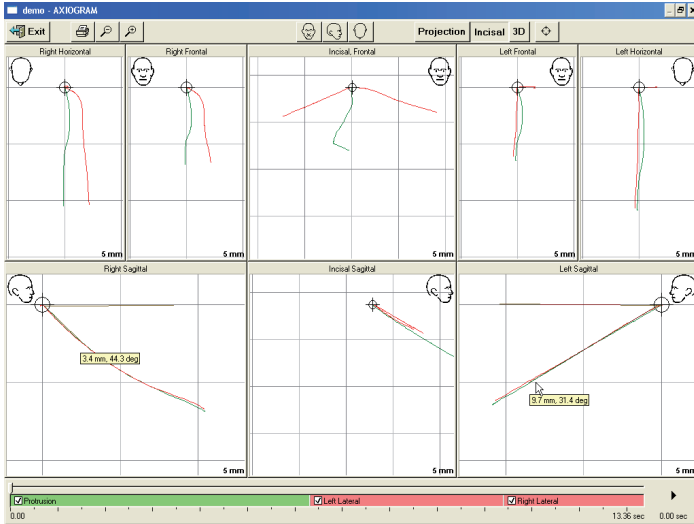 demo - AXIOGRAM
Exit
Projection Incisal 3D
Right Horizontal
Right Frontal
Incisal, Frontal
Left Frontal
Left Horizontal
5 mm
5 mm
5 mm
5 mm
5 mm
Right Sagittal
Incisal Sagittal
Left Sagittal
3.4 mm, 44.3 deg
9.7 mm, 31.4 deg
5 mm
5 mm
5 mm
Protrusion
Left Lateral
Right Lateral
0.00
13.36 sec
0.00 sec